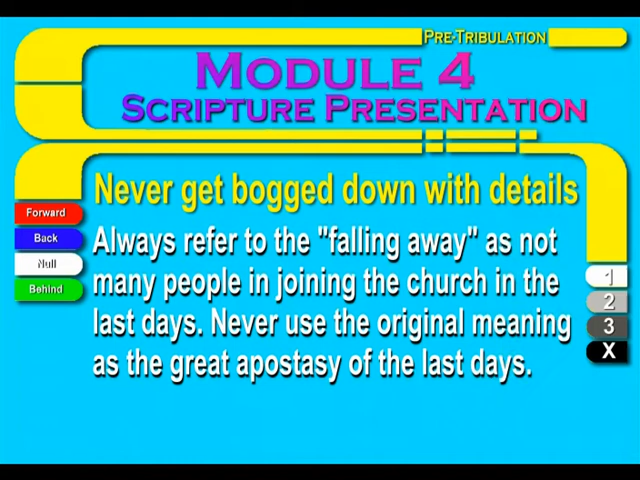 PRE-TRIBULATION
MODULE 4
SCRIPTURE PRESENTATION
Never get bogged down with details
Forward
Back
Null
Behind
Always refer to the "falling away" as not
many people in joining the church in the
last days. Never use the original meaning
as the great apostasy of the last days.
1
2
3
X